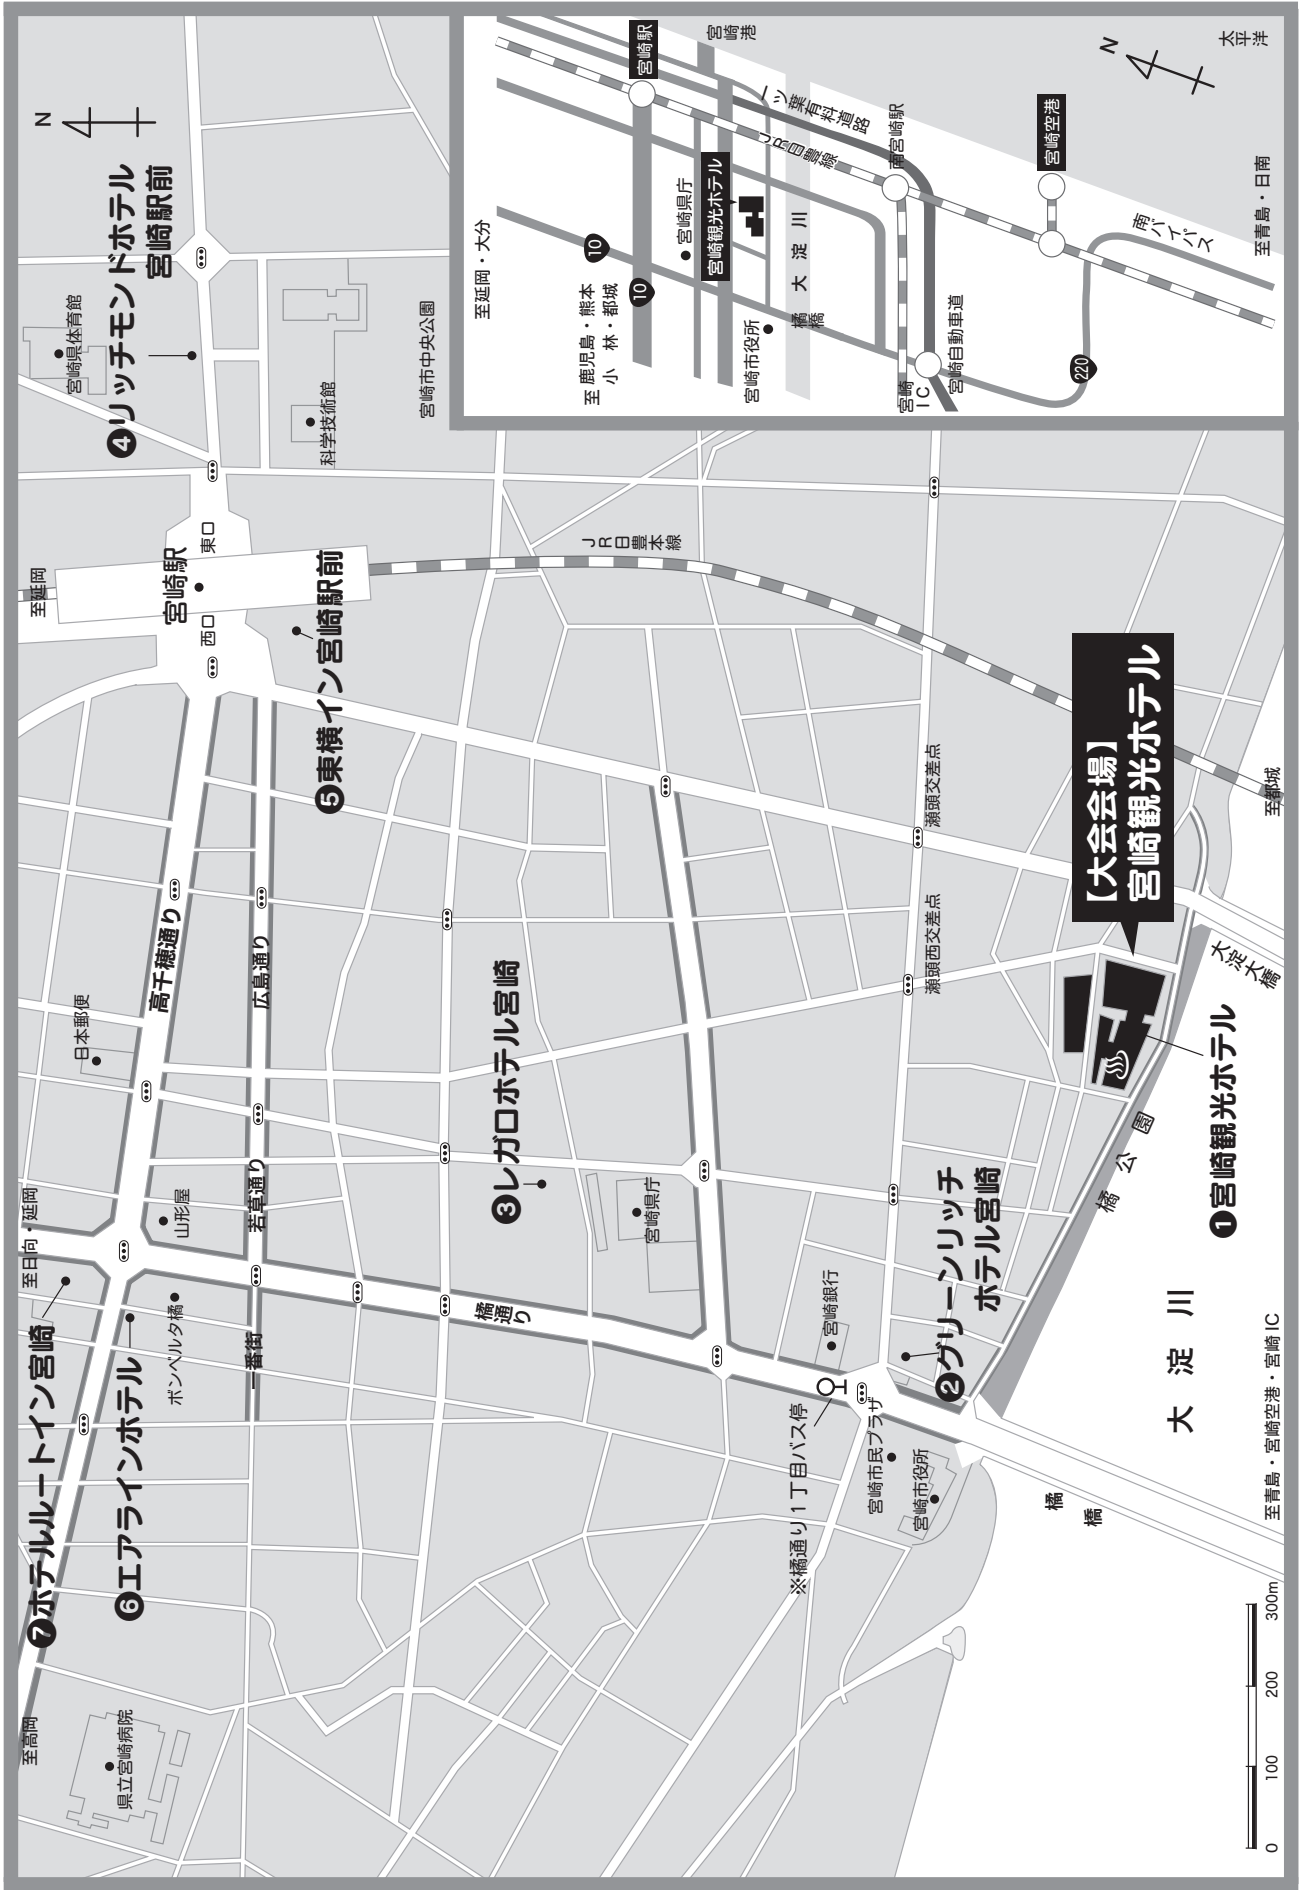 N
❹リッチモンドホテル
宮崎駅前
宮崎県体育館
科学技術館
宮崎市中央公園
至延岡
宮崎駅
東口
西口
❺東横イン宮崎駅前
JR日豊本線
高千穂通り
広島通り
日本郵便
❸レガロホテル宮崎
宮崎県庁
若草通り
山形屋
至日向・延岡
❼ホテルルートイン宮崎
❻エアラインホテル
ボンベルタ橘
一番街
橘通り
至高岡
県立宮崎病院
瀬頭交差点
瀬頭西交差点
【大会会場】
宮崎観光ホテル
至都城
大淀大橋
❶宮崎観光ホテル
橘公園
❷グリーンリッチ
ホテル宮崎
宮崎銀行
※橘通り1丁目バス停
宮崎市民プラザ
宮崎市役所
橘橋
大淀川
至青島・宮崎空港・宮崎IC
0 100 200 300m
至延岡・大分
宮崎駅
宮崎港
太平洋
N
10
至鹿児島・熊本
小林・都城
10
宮崎県庁
宮崎観光ホテル
一ツ葉有料道路
JR日豊線
南宮崎駅
宮崎市役所
橘橋
大淀川
宮崎空港
宮崎IC
宮崎自動車道
220
南バイパス
至青島・日南